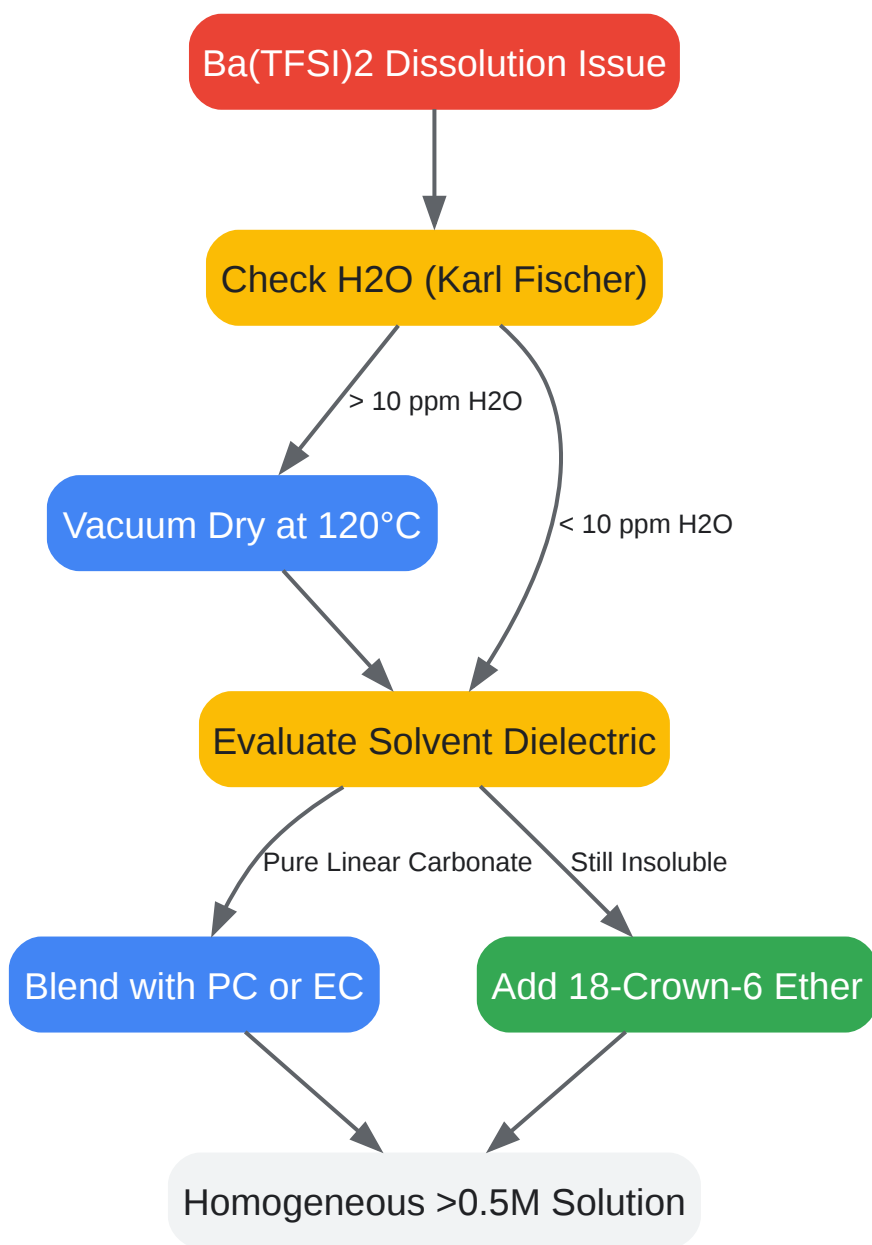 Ba(TFSI)2 Dissolution Issue
Check H2O (Karl Fischer)
> 10 ppm H2O
Vacuum Dry at 120°C
< 10 ppm H2O
Evaluate Solvent Dielectric
Pure Linear Carbonate
Still Insoluble
Blend with PC or EC
Add 18-Crown-6 Ether
Homogeneous >0.5M Solution